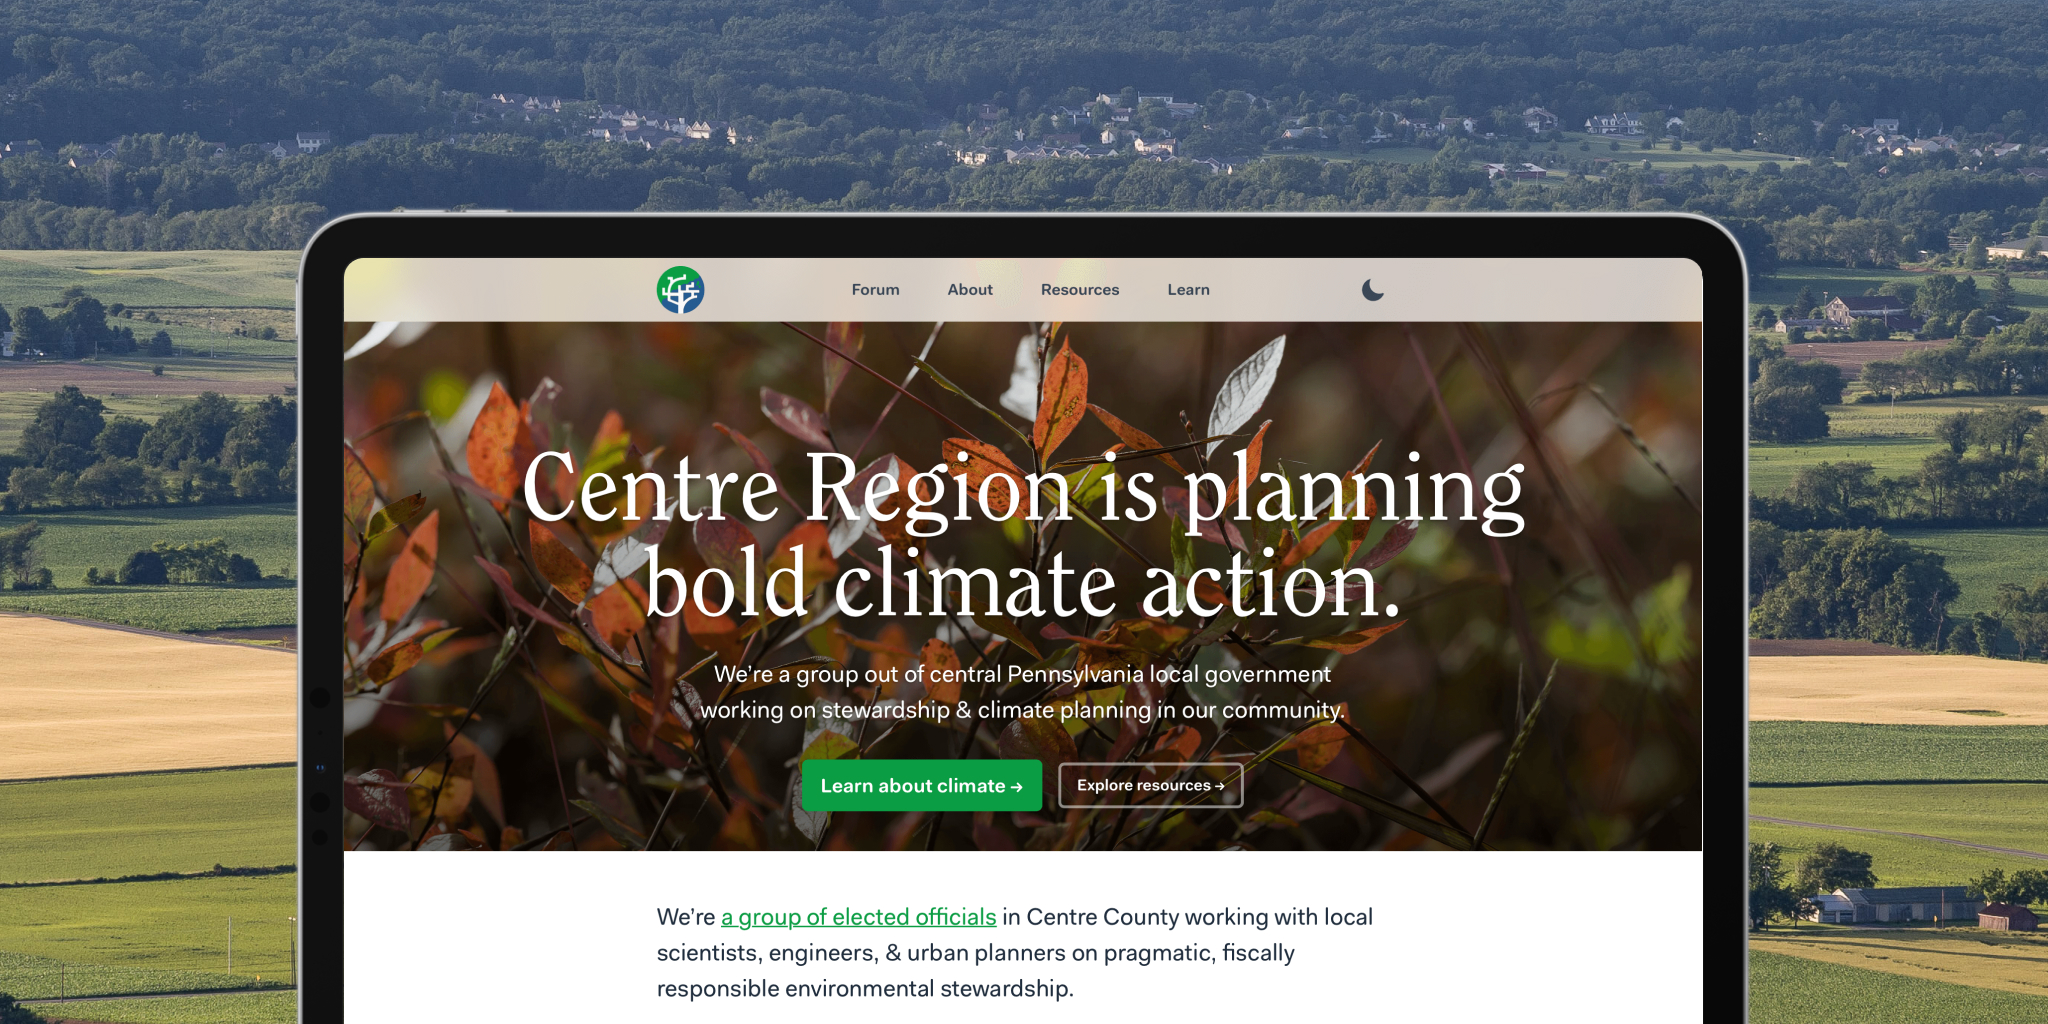 Forum About Resources Learn
Centre Region is planning
bold climate action.
We’re a group out of central Pennsylvania local government
working on stewardship & climate planning in our community.
Learn about climate → Explore resources →
We’re a group of elected officials in Centre County working with local
scientists, engineers, & urban planners on pragmatic, fiscally
responsible environmental stewardship.